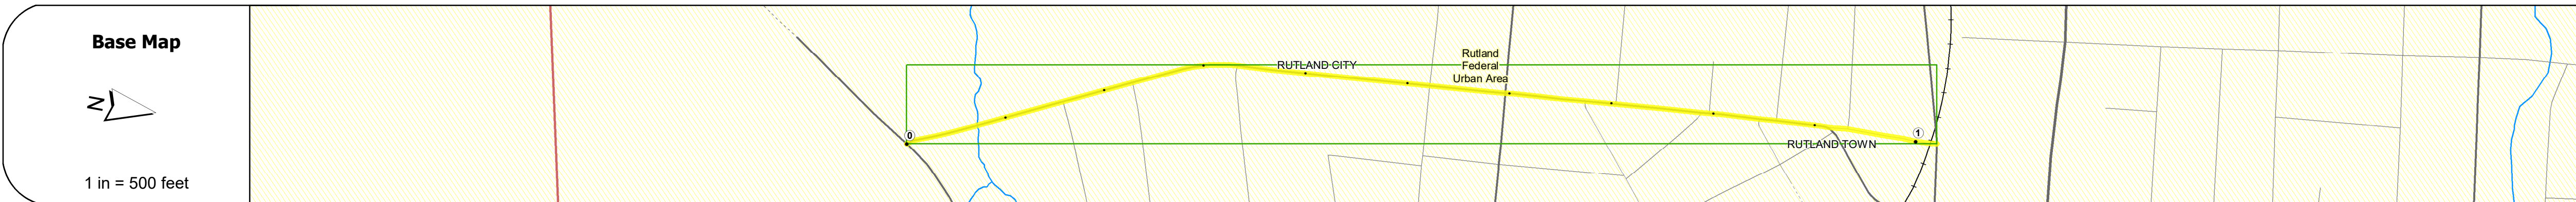 Base Map
N
1 in = 500 feet
0
RUTLAND CITY
Rutland
Federal
Urban Area
RUTLAND TOWN
1